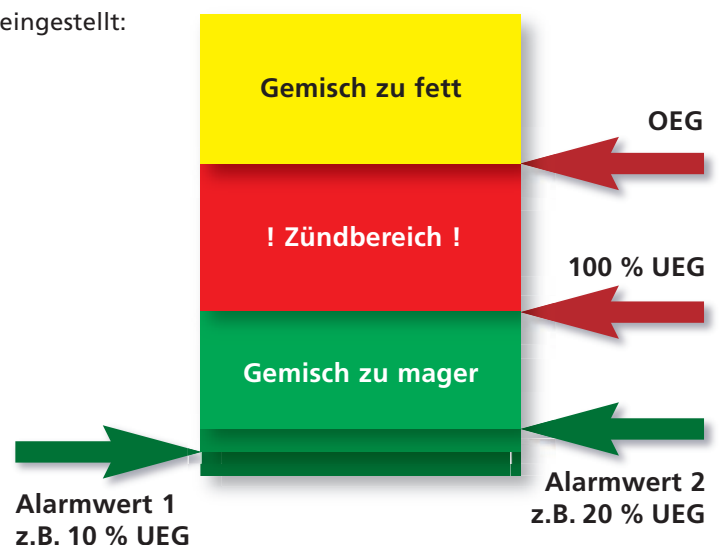 eingestellt:
Gemisch zu fett
OEG
! Zündbereich !
100 % UEG
Gemisch zu mager
Alarmwert 1
z.B. 10 % UEG
Alarmwert 2
z.B. 20 % UEG